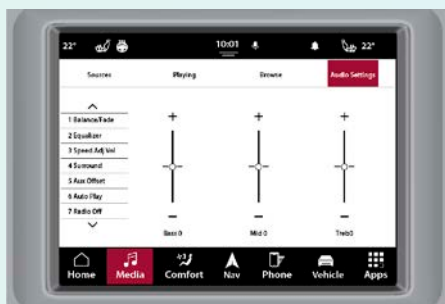 22° 10:01 22°
Sources Playing Browse Audio Settings
1 Balance/Fade
2 Equalizer
3 Speed Adj Vol
4 Surround
5 Aux Offset
6 Auto Play
7 Radio Off
+ + +
− − −
Bass 0 Mid 0 Treb0
Home Media Comfort Nav Phone Vehicle Apps